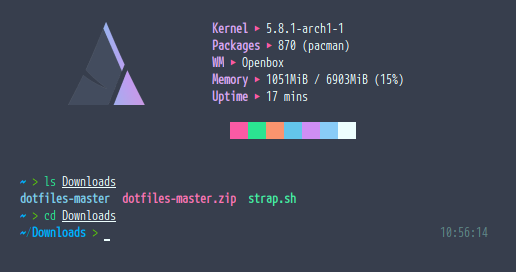 Kernel ▸ 5.8.1-arch1-1
Packages ▸ 870 (pacman)
WM ▸ Openbox
Memory ▸ 1051MiB / 6903MiB (15%)
Uptime ▸ 17 mins
~ > ls Downloads
dotfiles-master dotfiles-master.zip strap.sh
~ > cd Downloads
~/Downloads > _ 10:56:14